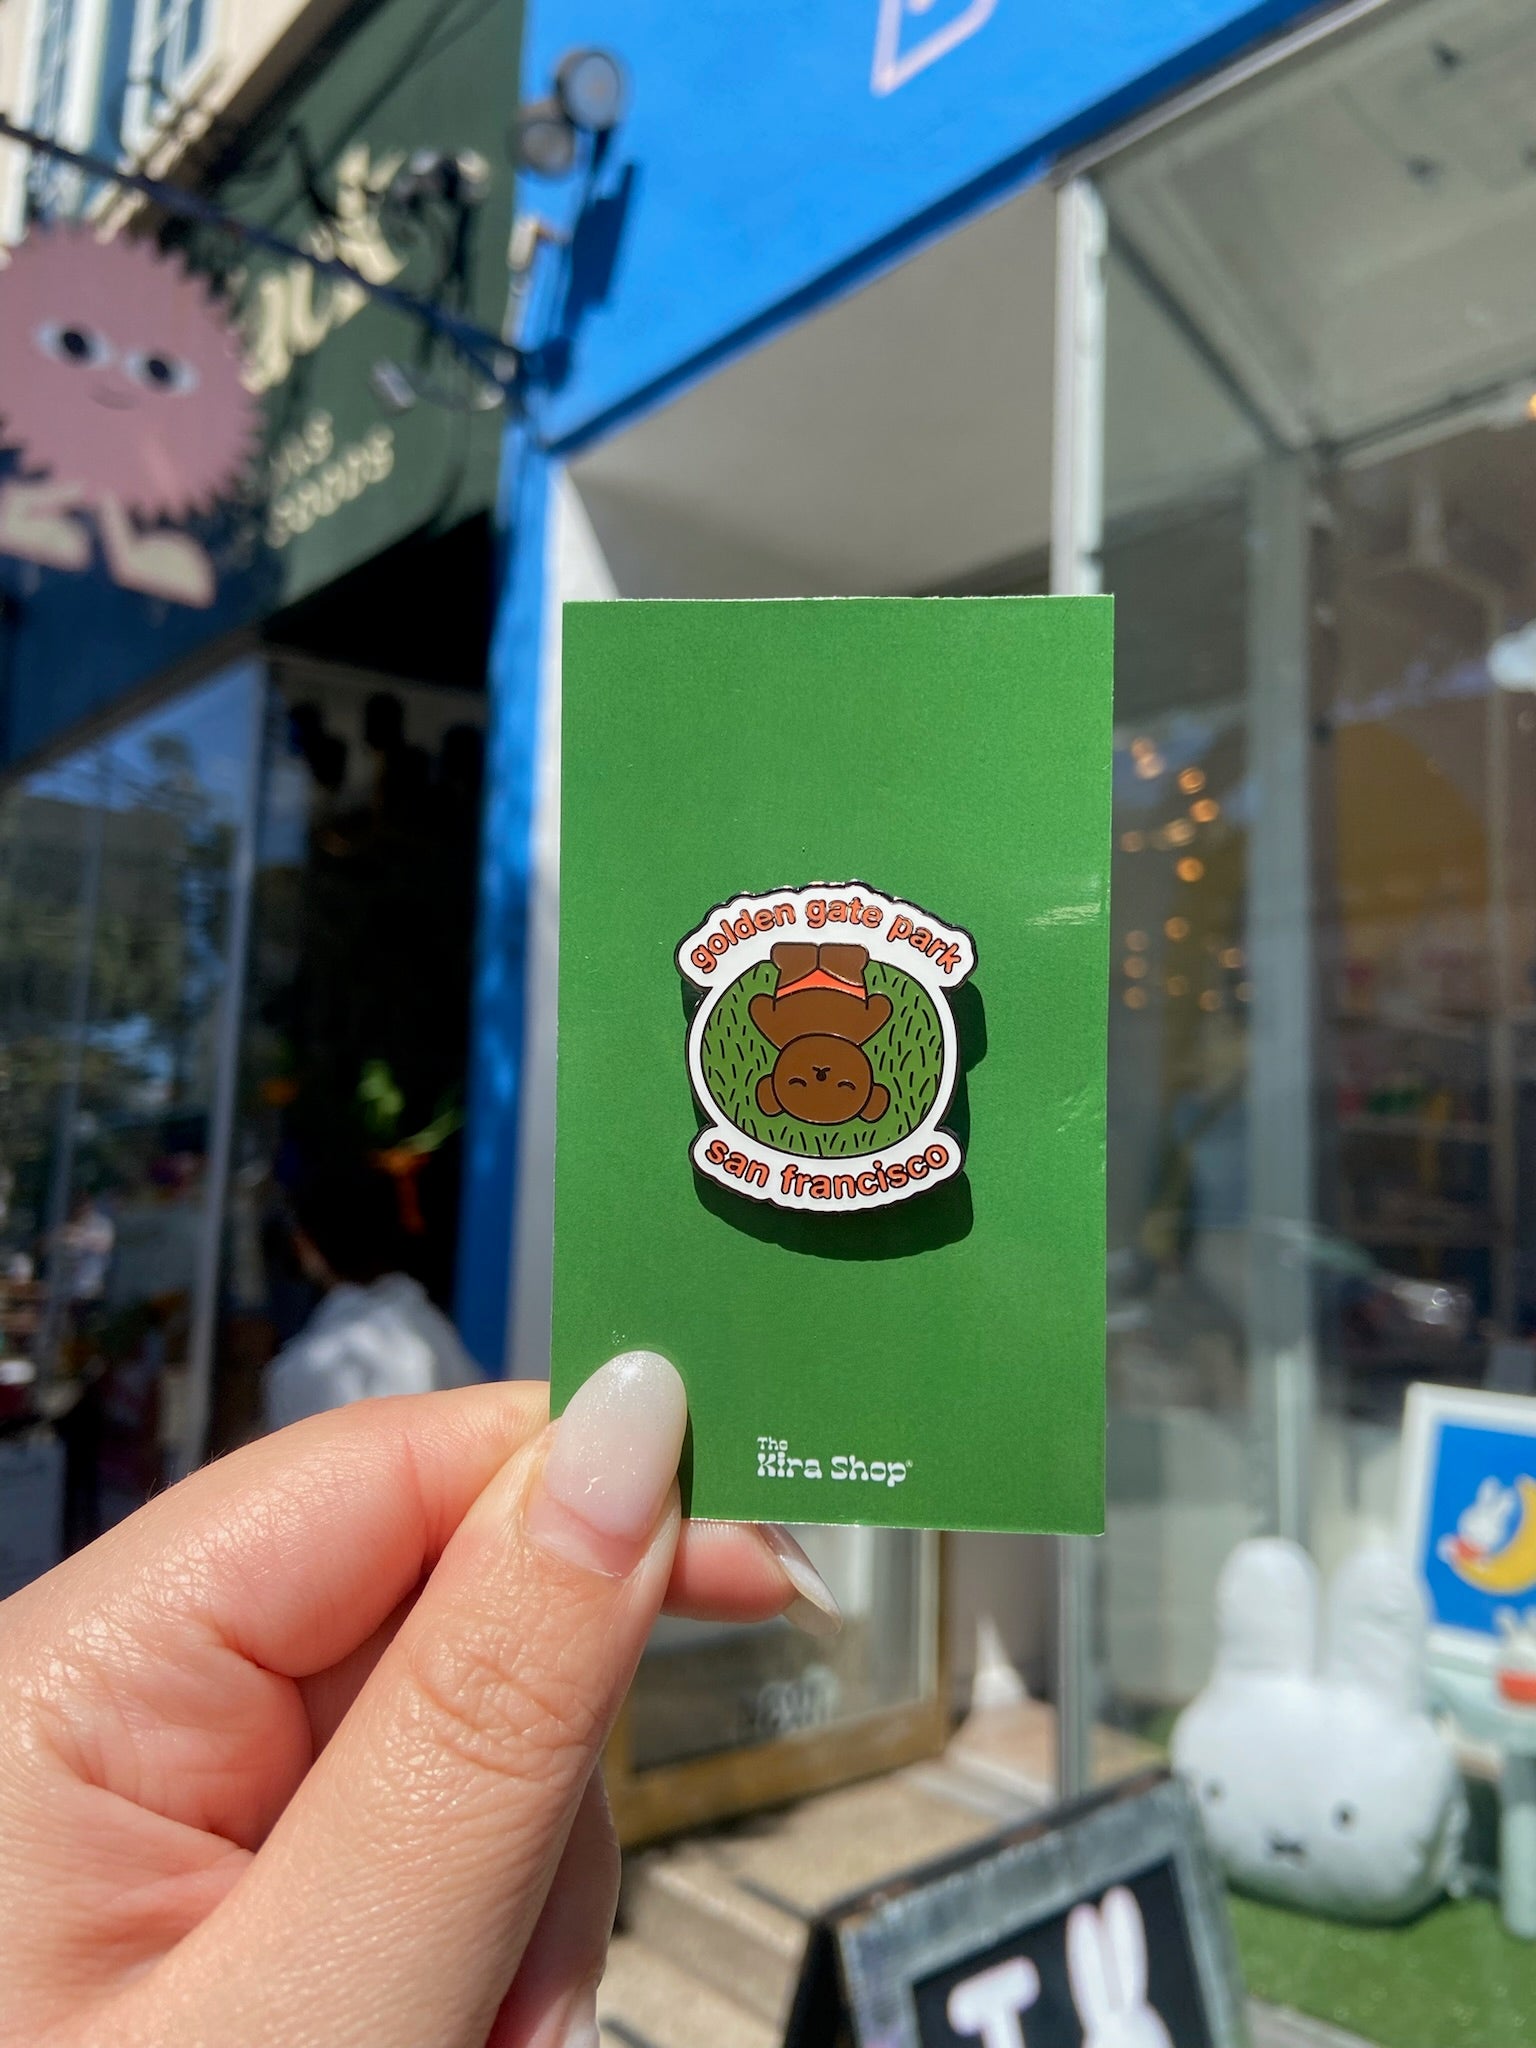 golden gate park
san francisco
The
Kira Shop®